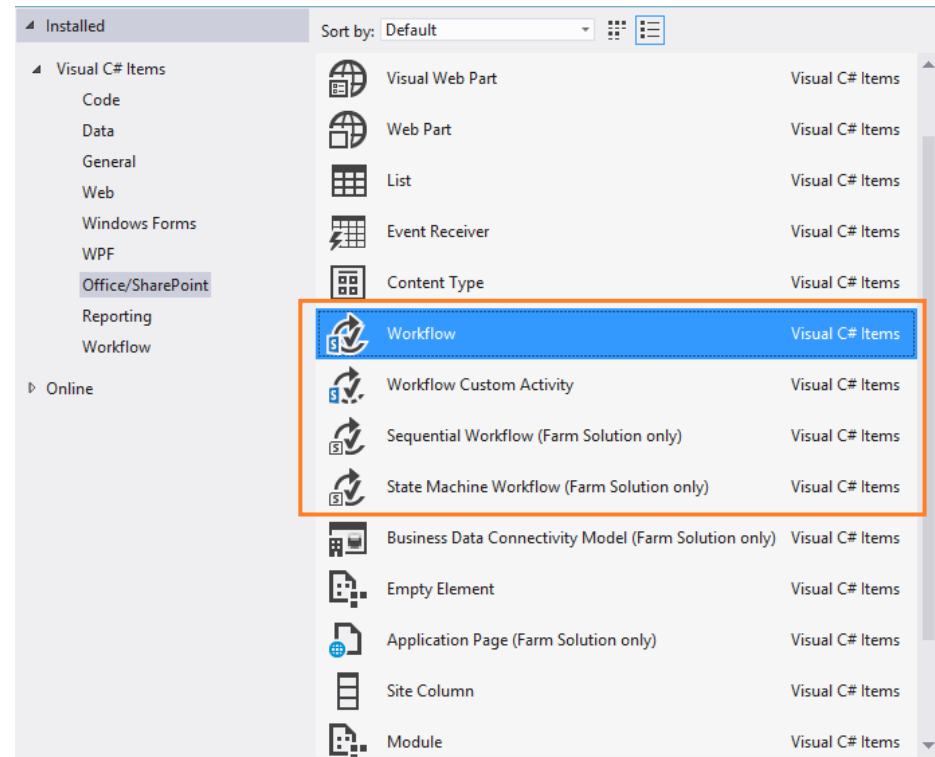 Installed
Sort by: Default
Visual C# Items
Code
Data
General
Web
Windows Forms
WPF
Office/SharePoint
Reporting
Workflow
Online
Visual Web Part Visual C# Items
Web Part Visual C# Items
List Visual C# Items
Event Receiver Visual C# Items
Content Type Visual C# Items
Workflow Visual C# Items
Workflow Custom Activity Visual C# Items
Sequential Workflow (Farm Solution only) Visual C# Items
State Machine Workflow (Farm Solution only) Visual C# Items
Business Data Connectivity Model (Farm Solution only) Visual C# Items
Empty Element Visual C# Items
Application Page (Farm Solution only) Visual C# Items
Site Column Visual C# Items
Module Visual C# Items